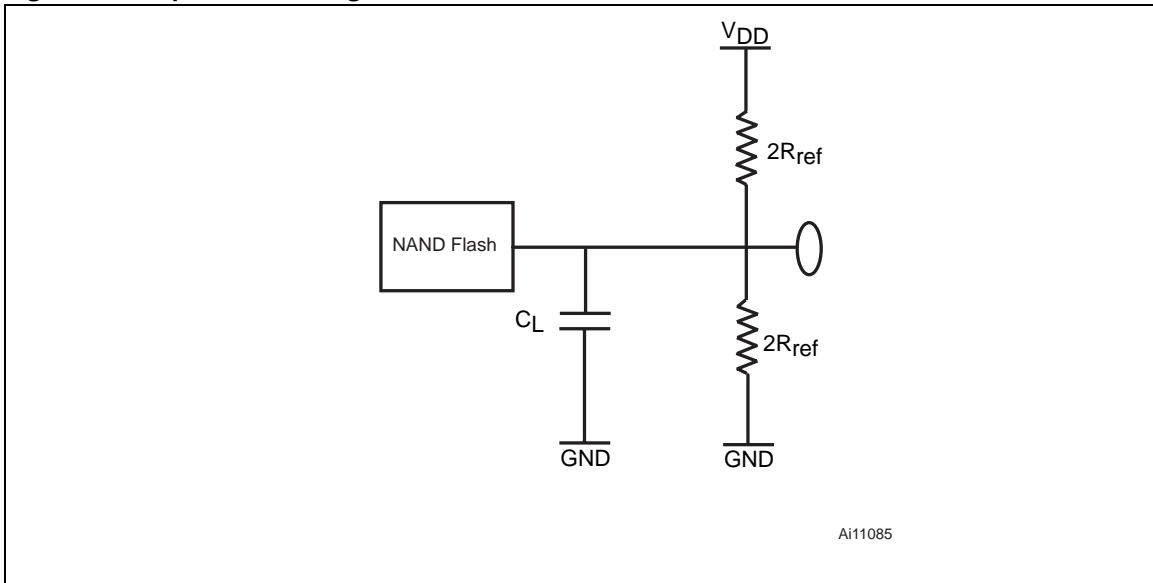 VDD
2Rref
NAND Flash
CL
2Rref
GND
GND
Ai11085